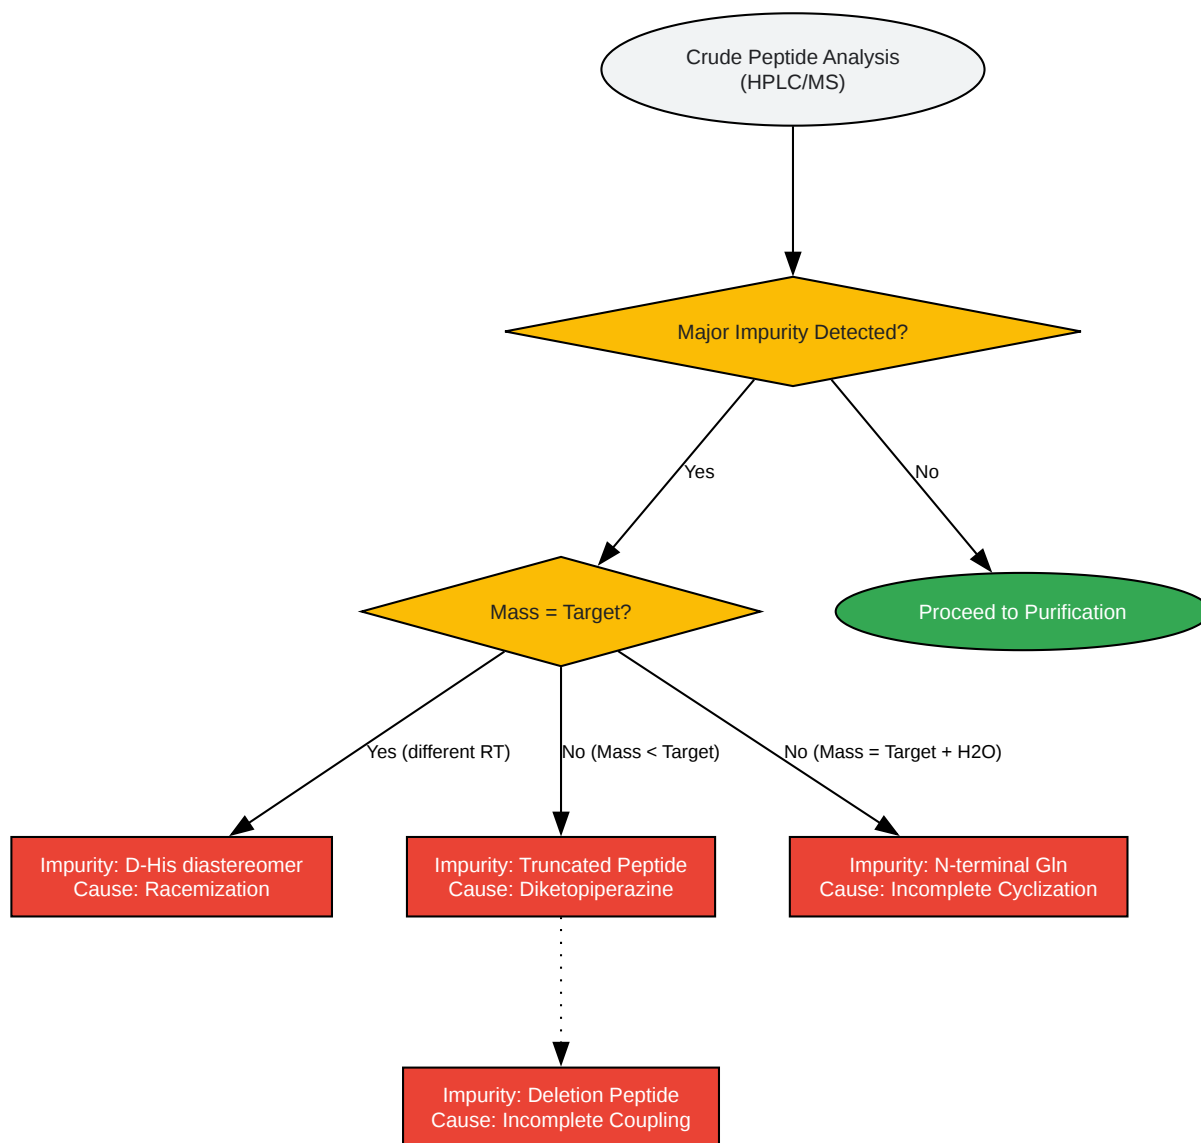 Crude Peptide Analysis
(HPLC/MS)
Major Impurity Detected?
Yes
No
Mass = Target?
Proceed to Purification
Yes (different RT)
No (Mass < Target)
No (Mass = Target + H2O)
Impurity: D-His diastereomer
Cause: Racemization
Impurity: Truncated Peptide
Cause: Diketopiperazine
Impurity: N-terminal Gln
Cause: Incomplete Cyclization
Impurity: Deletion Peptide
Cause: Incomplete Coupling